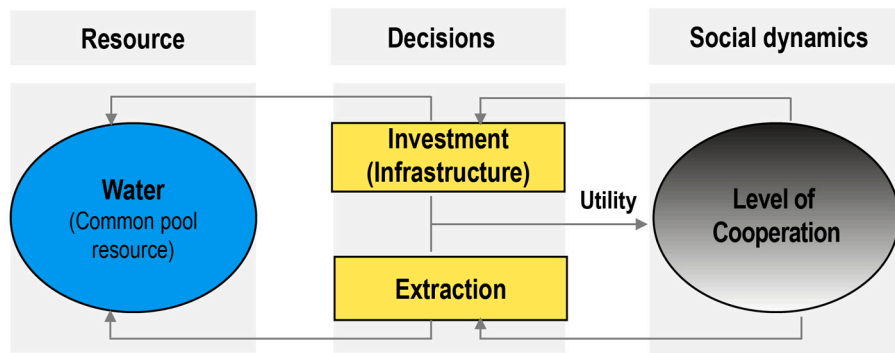 Resource
Decisions
Social dynamics
Water
(Common pool
resource)
Investment
(Infrastructure)
Utility
Extraction
Level of
Cooperation